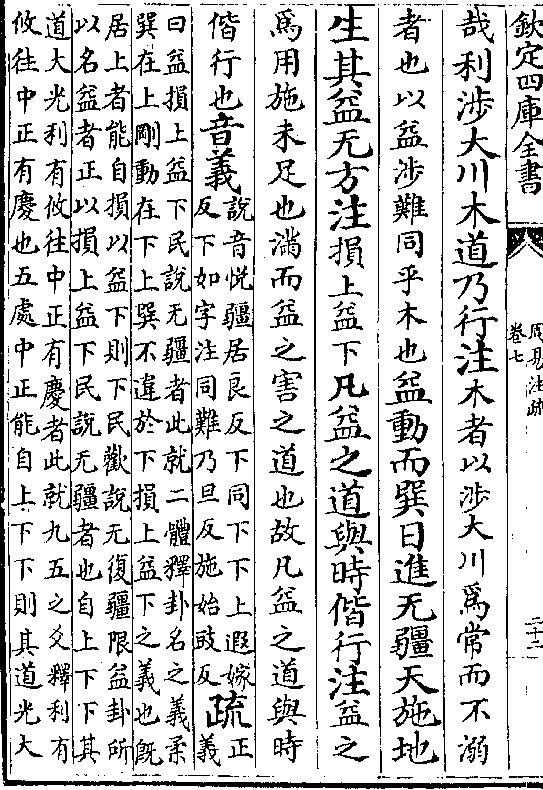 欽定四庫全書
周易注疏
卷七
二十二
哉利涉大川木道乃行注木者以涉大川爲常而不溺
者也以益涉難同乎木也益動而巽日進无疆天施地
生其益无方注損上益下凡益之道與時偕行注益之
爲用施未足也滿而益之害之道也故凡益之道與時
偕行也音義說音悅疆居良反下同下下上遐嫁
反下如字注同難乃旦反施始豉反疏正
義
曰益損上益下民說无疆者此就二體釋卦名之義柔
巽在上剛動在下上巽不違於下損上益下之義也既
居上者能自損以益下則下民歡說无復疆限益卦所
以名益者正以損上益下民說无疆者也自上下下其
道大光利有攸往中正有慶者此就九五之爻釋利有
攸往中正有慶也五處中正能自上下下則其道光大